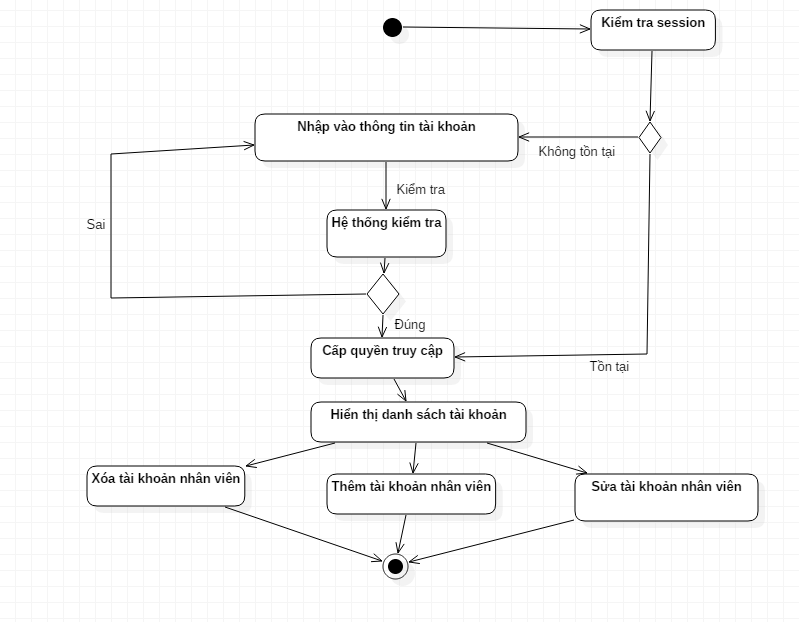 Kiểm tra session
Nhập vào thông tin tài khoản
Không tồn tại
Kiểm tra
Hệ thống kiểm tra
Sai
Đúng
Cấp quyền truy cập
Tồn tại
Hiển thị danh sách tài khoản
Xóa tài khoản nhân viên
Thêm tài khoản nhân viên
Sửa tài khoản nhân viên